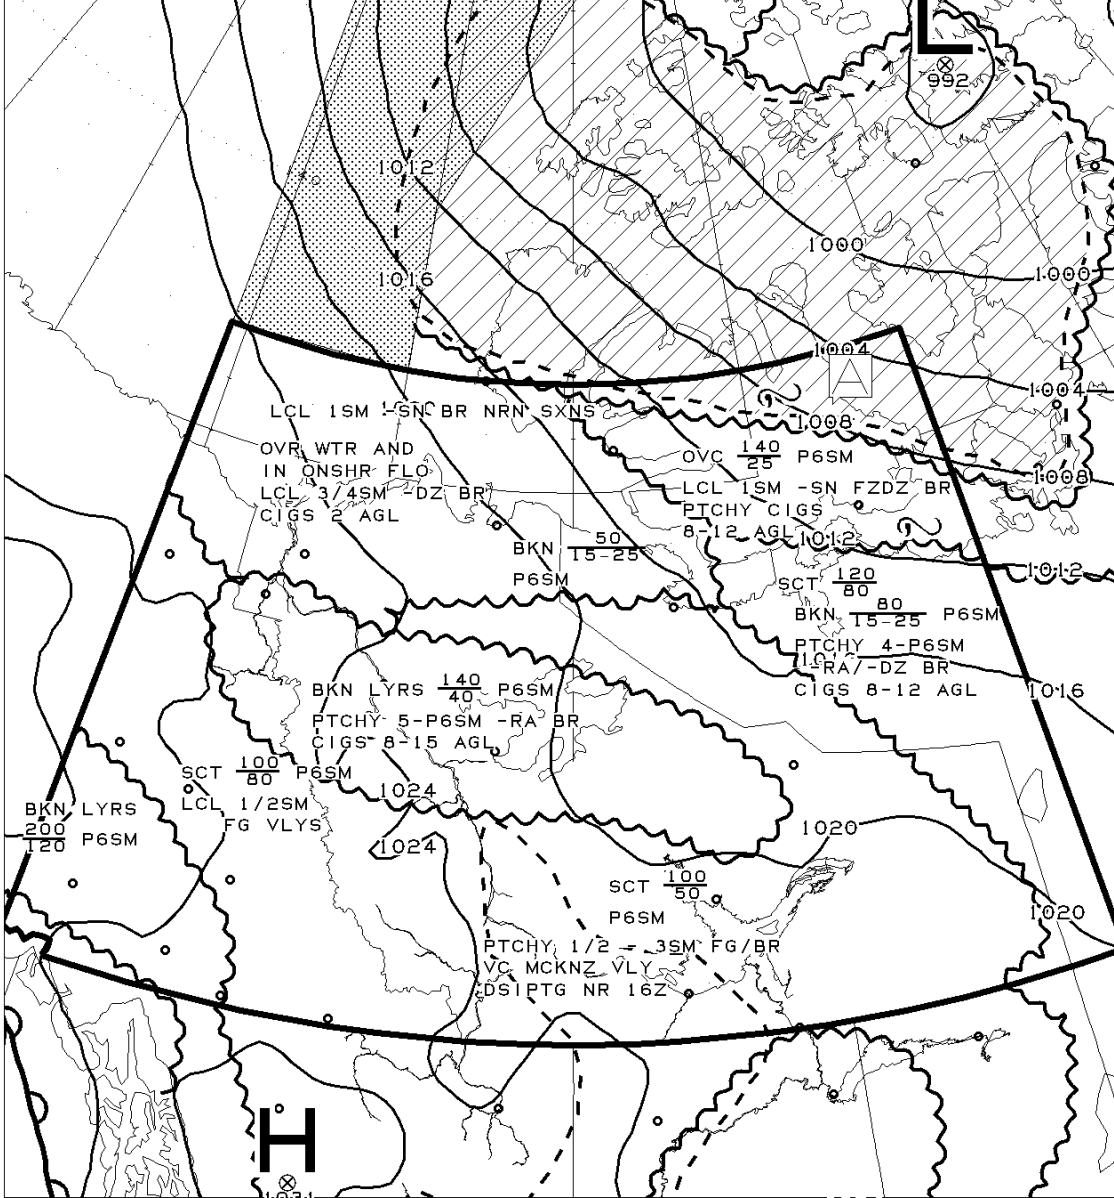 L
992
1012
1000
1000
1016
1004
A
1004
1008
LCL 1SM -SN BR NRN SXNS
OVR WTR AND
IN ONSHR FLO
LCL 3/4SM -DZ BR
CIGS 2 AGL
OVC 140/25 P6SM
LCL 1SM -SN FZDZ BR
PTCHY CIGS
8-12 AGL
1008
1012
1012
BKN 50/15-25
P6SM
SCT 120/80
BKN 80/15-25 P6SM
PTCHY 4-P6SM
-RA/-DZ BR
CIGS 8-12 AGL
1016
BKN LYRS 140/40 P6SM
PTCHY 5-P6SM -RA BR
CIGS 8-15 AGL
SCT 100/80 P6SM
LCL 1/2SM
FG VLYS
1024
BKN LYRS
200/120 P6SM
1024
1020
SCT 100/50
P6SM
1020
PTCHY 1/2 - 3SM FG/BR
VC MCKNZ VLY
DSIPTG NR 16Z
H